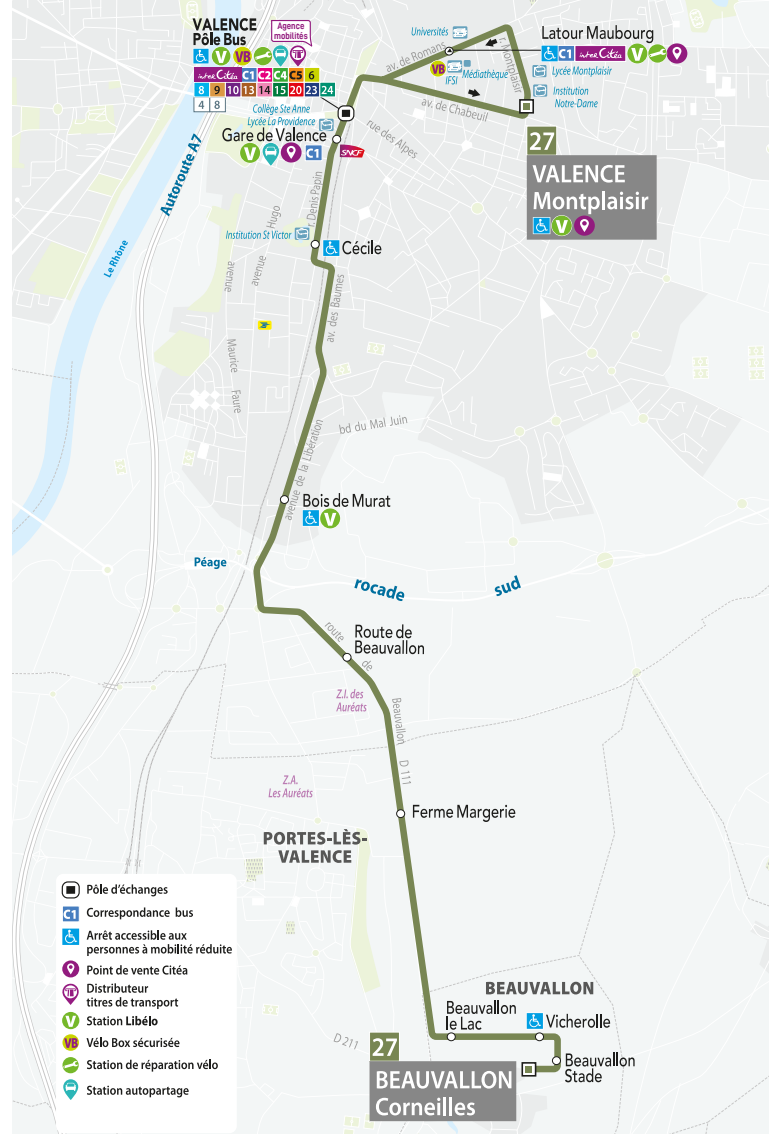 VALENCE
Pôle Bus
Agence
mobilités
VB
interCitéa C1 C2 C4 C5 6
8 9 10 13 14 15 20 23 24
4 8
Universités
Latour Maubourg
C1 interCitéa V
av. de Romans
r. Montplaisir
VB
IFSI
Médiathèque
Lycée Montplaisir
Institution
Notre-Dame
av. de Chabeuil
Collège Ste Anne
Lycée La Providence
rue des Alpes
Gare de Valence
V C1 SNCF
27
VALENCE
Montplaisir
V
Autoroute A7
Le Rhône
r. Denis Papin
Institution St Victor
Cécile
avenue Hugo
avenue
Maurice
Faure
av. des Baumes
bd du Mal Juin
avenue de la Libération
Bois de Murat
V
Péage
rocade sud
route de Beauvallon D 111
Route de
Beauvallon
Z.I. des
Auréats
Z.A.
Les Auréats
Ferme Margerie
PORTES-LÈS-
VALENCE
Pôle d'échanges
C1 Correspondance bus
Arrêt accessible aux
personnes à mobilité réduite
Point de vente Citéa
Distributeur
titres de transport
V Station Libélo
VB Vélo Box sécurisée
Station de réparation vélo
Station autopartage
BEAUVALLON
Beauvallon
le Lac
Vicherolle
Beauvallon
Stade
D 211
27
BEAUVALLON
Corneilles